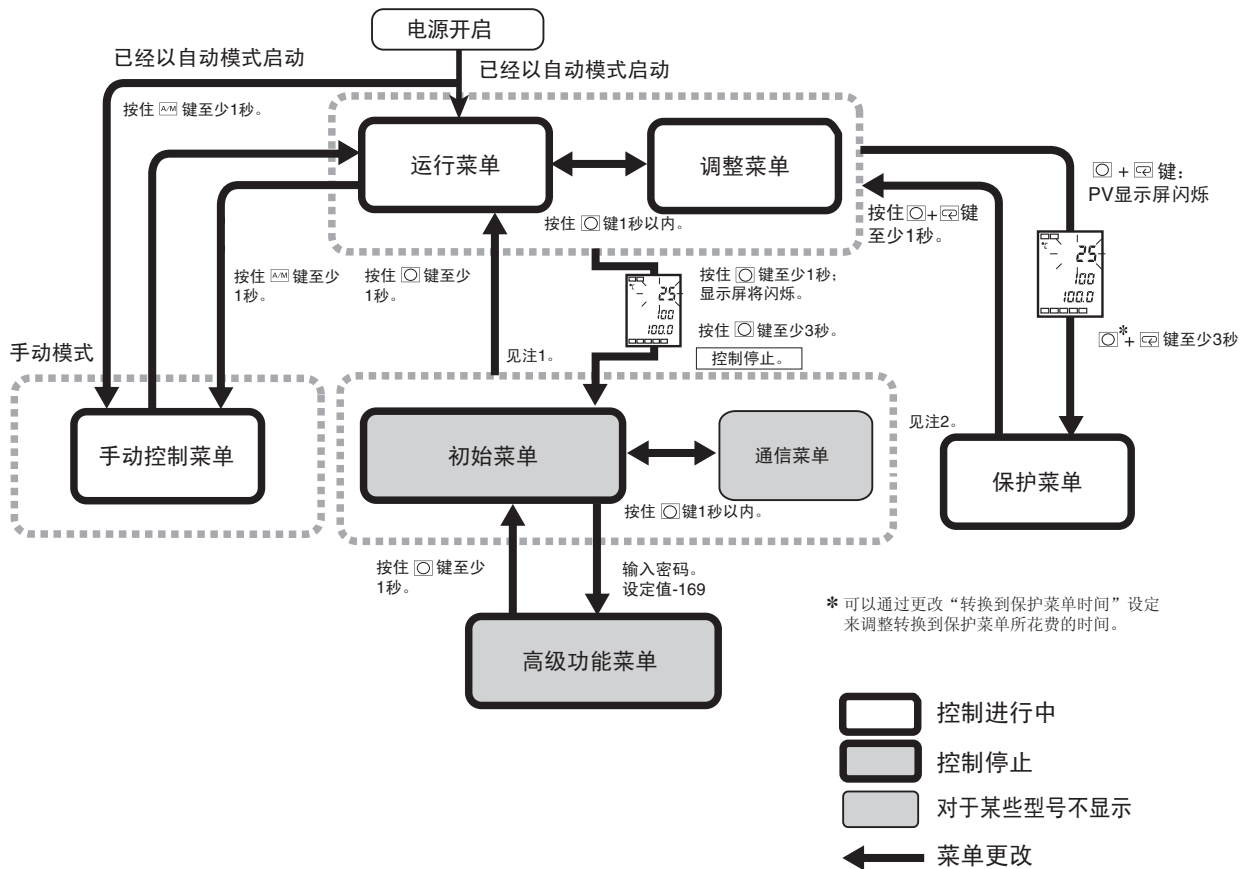 电源开启
已经以自动模式启动
已经以自动模式启动
按住 A/M 键至少1秒。
运行菜单
调整菜单
按住 键1秒以内。
+ 键:
PV显示屏闪烁
按住 + 键
至少1秒。
℃ 25
100
100.0
* + 键至少3秒
按住 A/M 键至少
1秒。
按住 键至少
1秒。
℃ 25
100
100.0
按住 键至少1秒;
显示屏将闪烁。
按住 键至少3秒。
控制停止。
见注1。
手动模式
手动控制菜单
初始菜单
通信菜单
按住 键1秒以内。
见注2。
保护菜单
按住 键至少
1秒。
输入密码。
设定值-169
高级功能菜单
* 可以通过更改“转换到保护菜单时间”设定
来调整转换到保护菜单所花费的时间。
控制进行中
控制停止
对于某些型号不显示
菜单更改